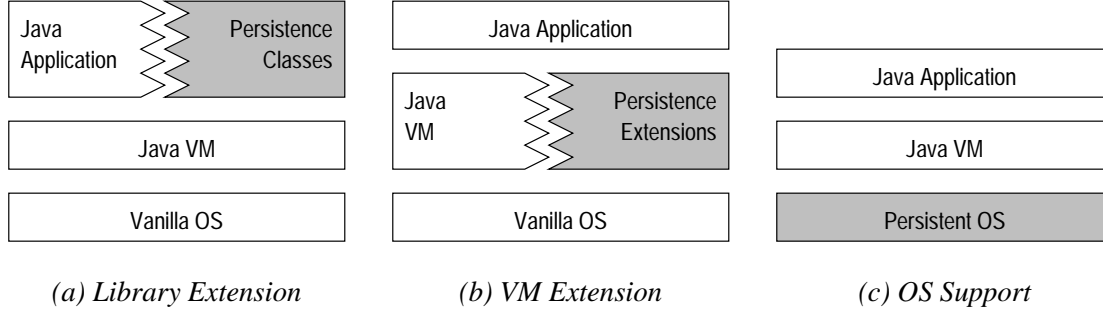 Java
Application
Persistence
Classes
Java VM
Vanilla OS
(a) Library Extension
Java Application
Java
VM
Persistence
Extensions
Vanilla OS
(b) VM Extension
Java Application
Java VM
Persistent OS
(c) OS Support